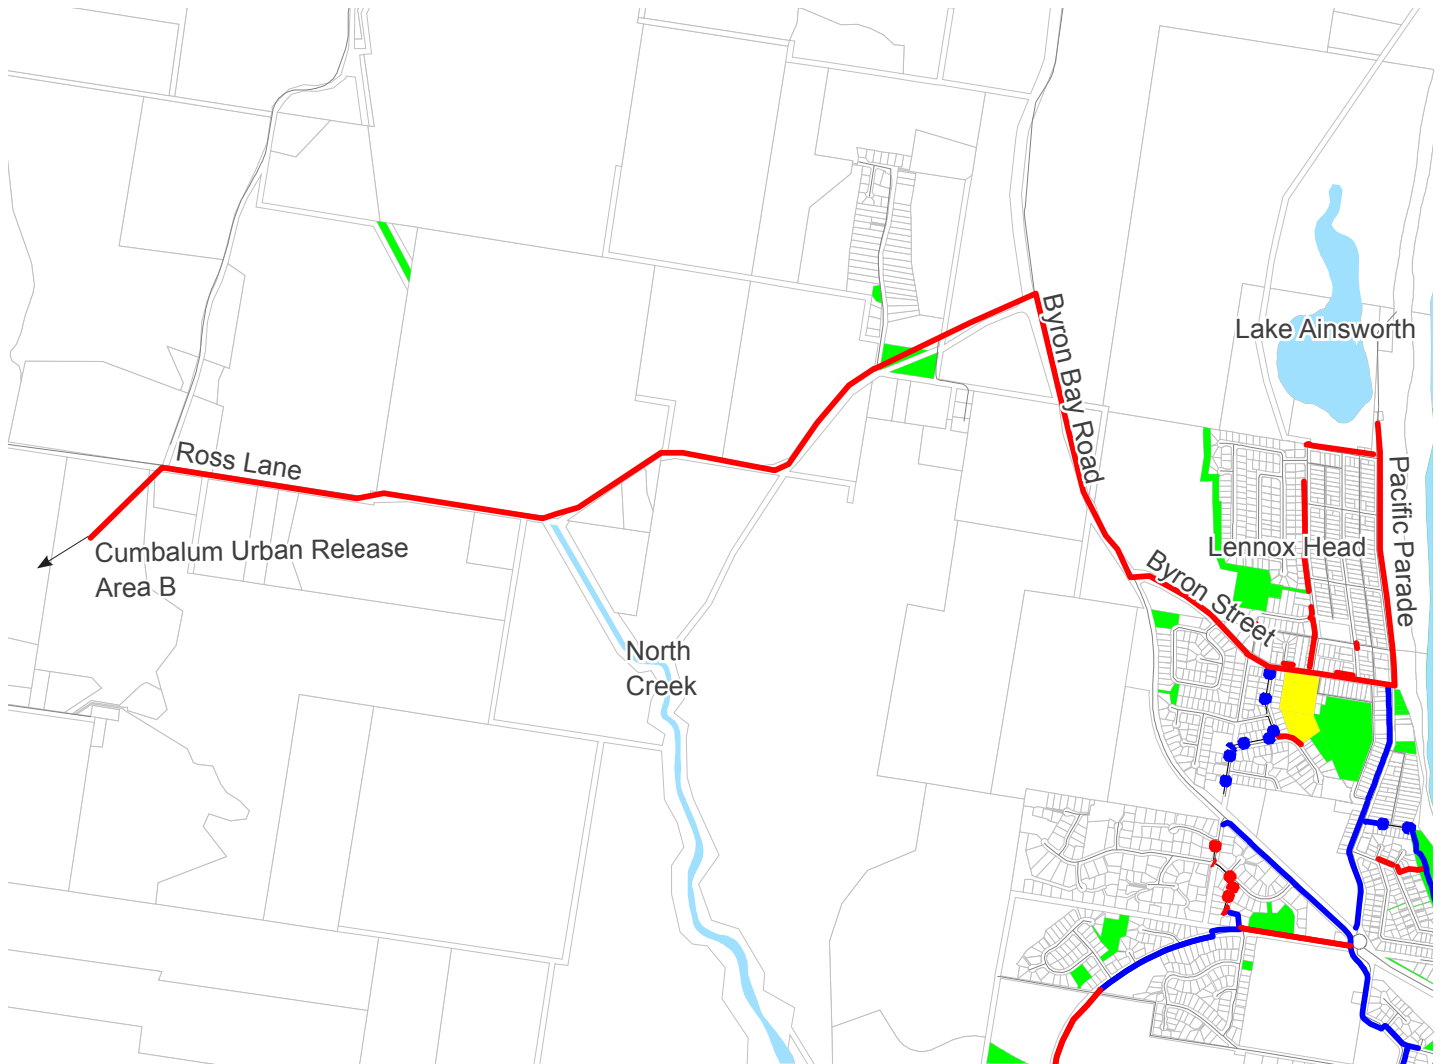 Byron Bay Road
Lake Ainsworth
Ross Lane
Pacific Parade
Cumbalum Urban Release
Area B
Lennox Head
Byron Street
North
Creek